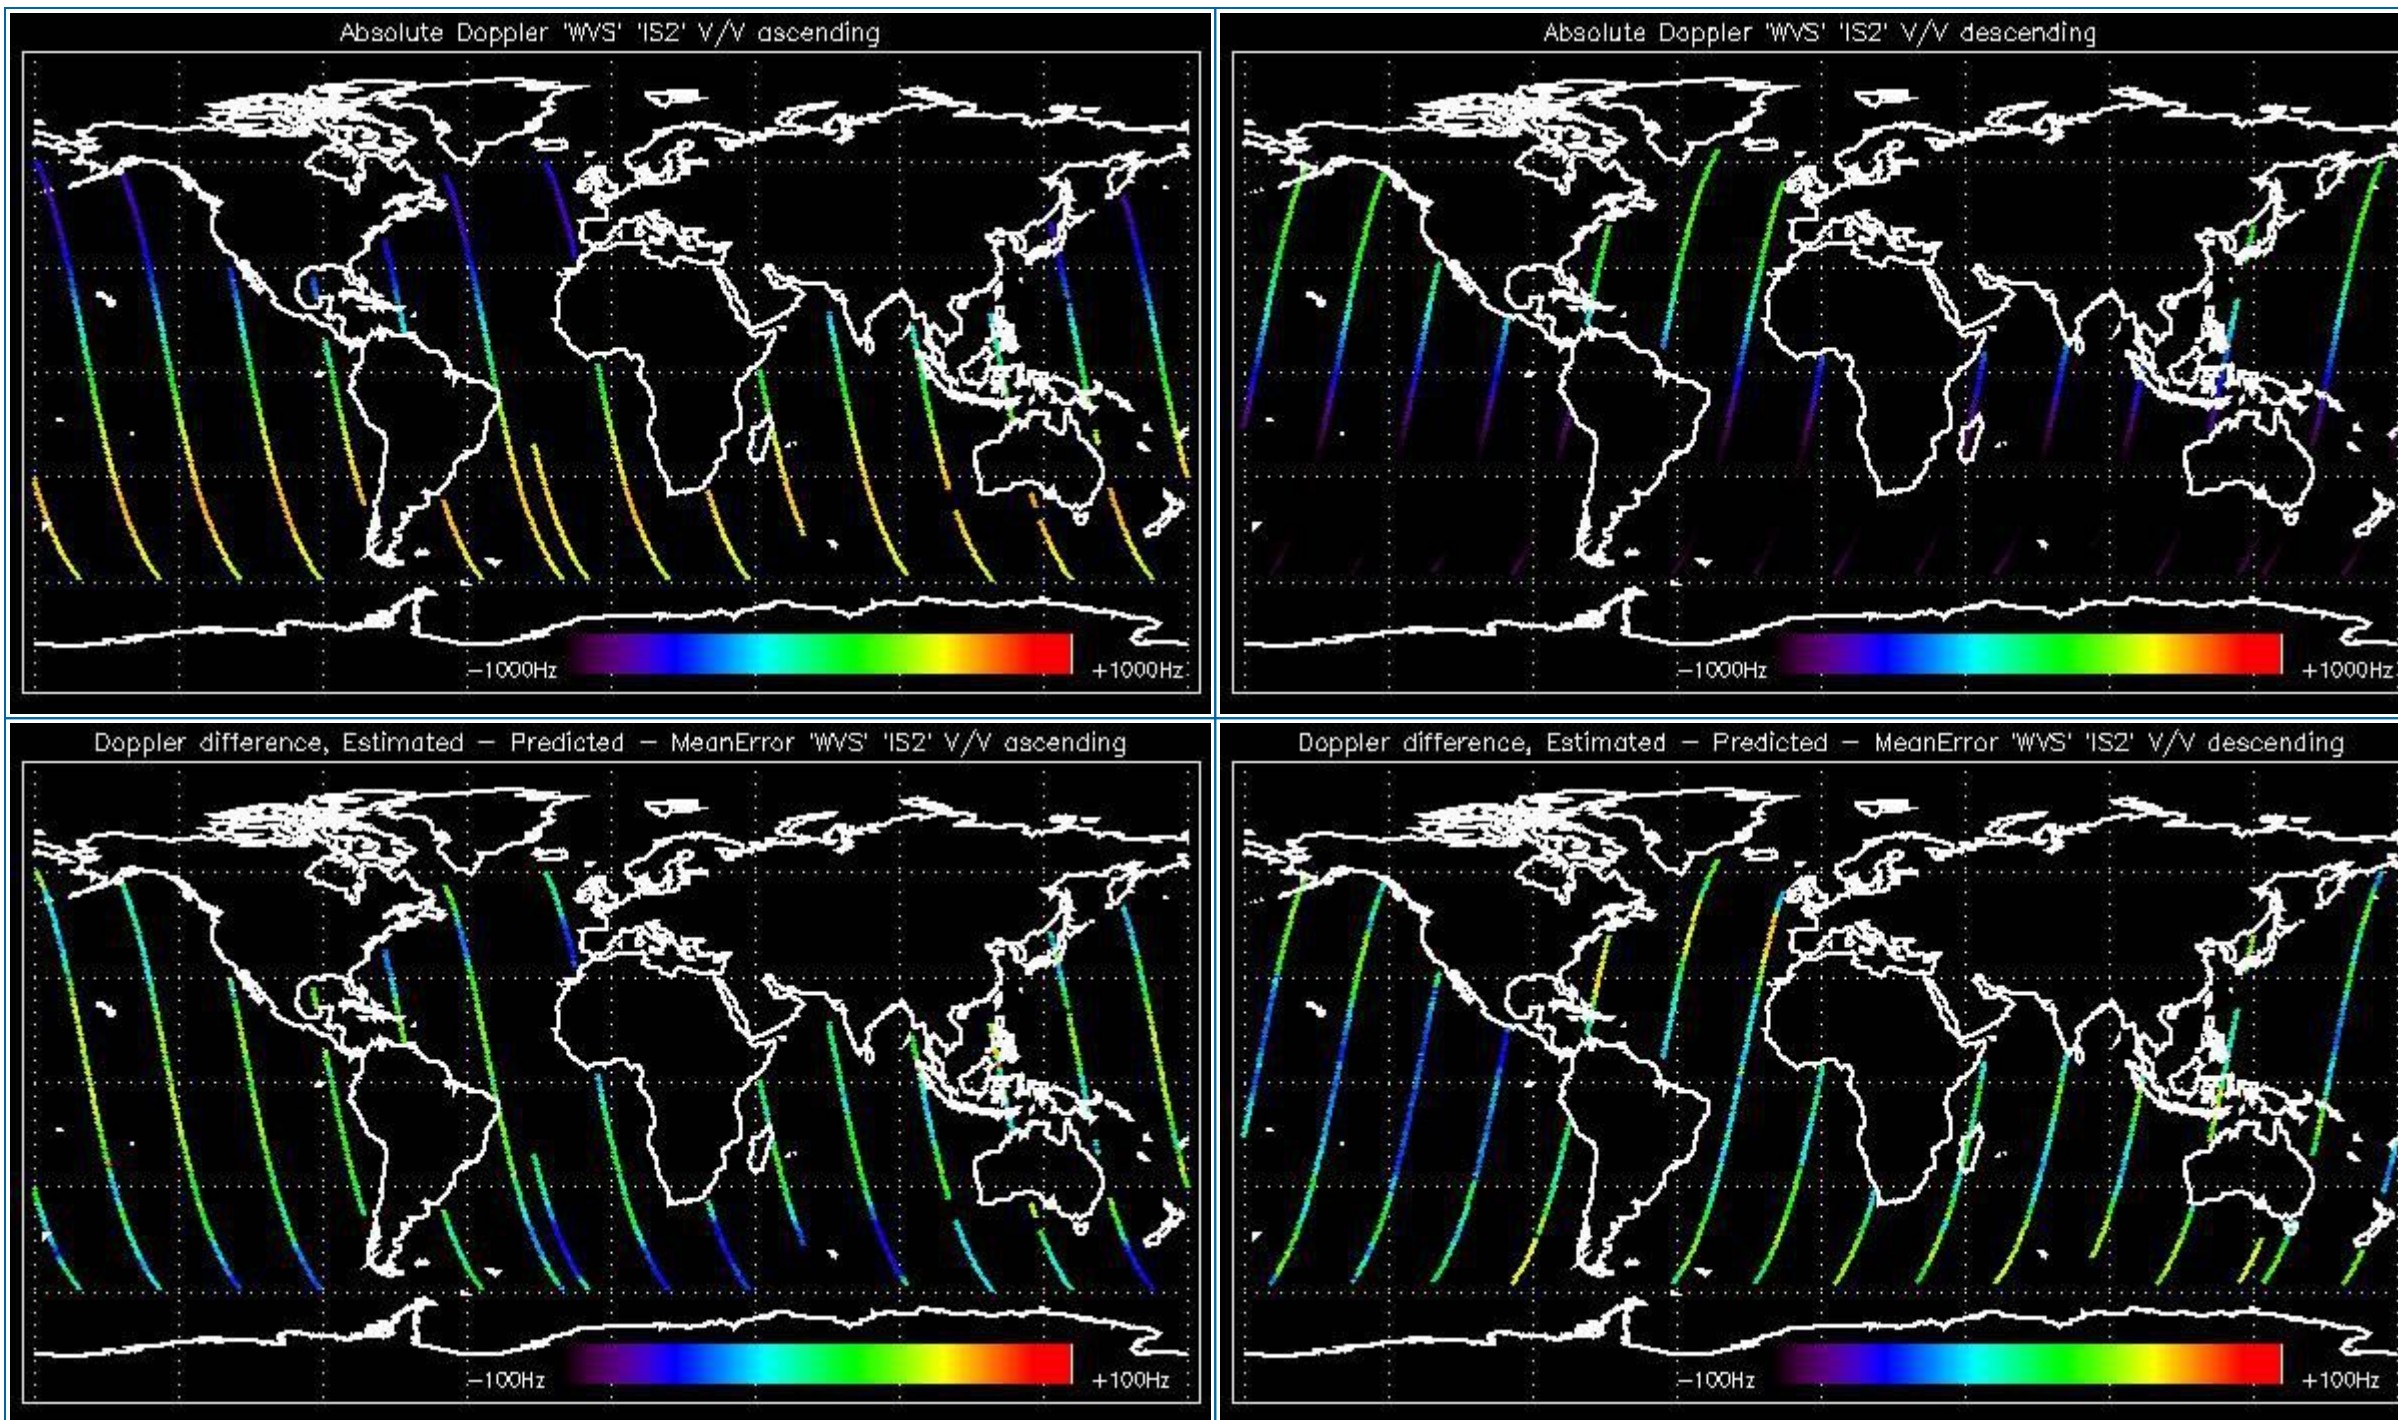 Absolute Doppler 'WVS' 'IS2' V/V ascending
-1000Hz
+1000Hz
Absolute Doppler 'WVS' 'IS2' V/V descending
-1000Hz
+1000Hz
Doppler difference, Estimated - Predicted - MeanError 'WVS' 'IS2' V/V ascending
-100Hz
+100Hz
Doppler difference, Estimated - Predicted - MeanError 'WVS' 'IS2' V/V descending
-100Hz
+100Hz